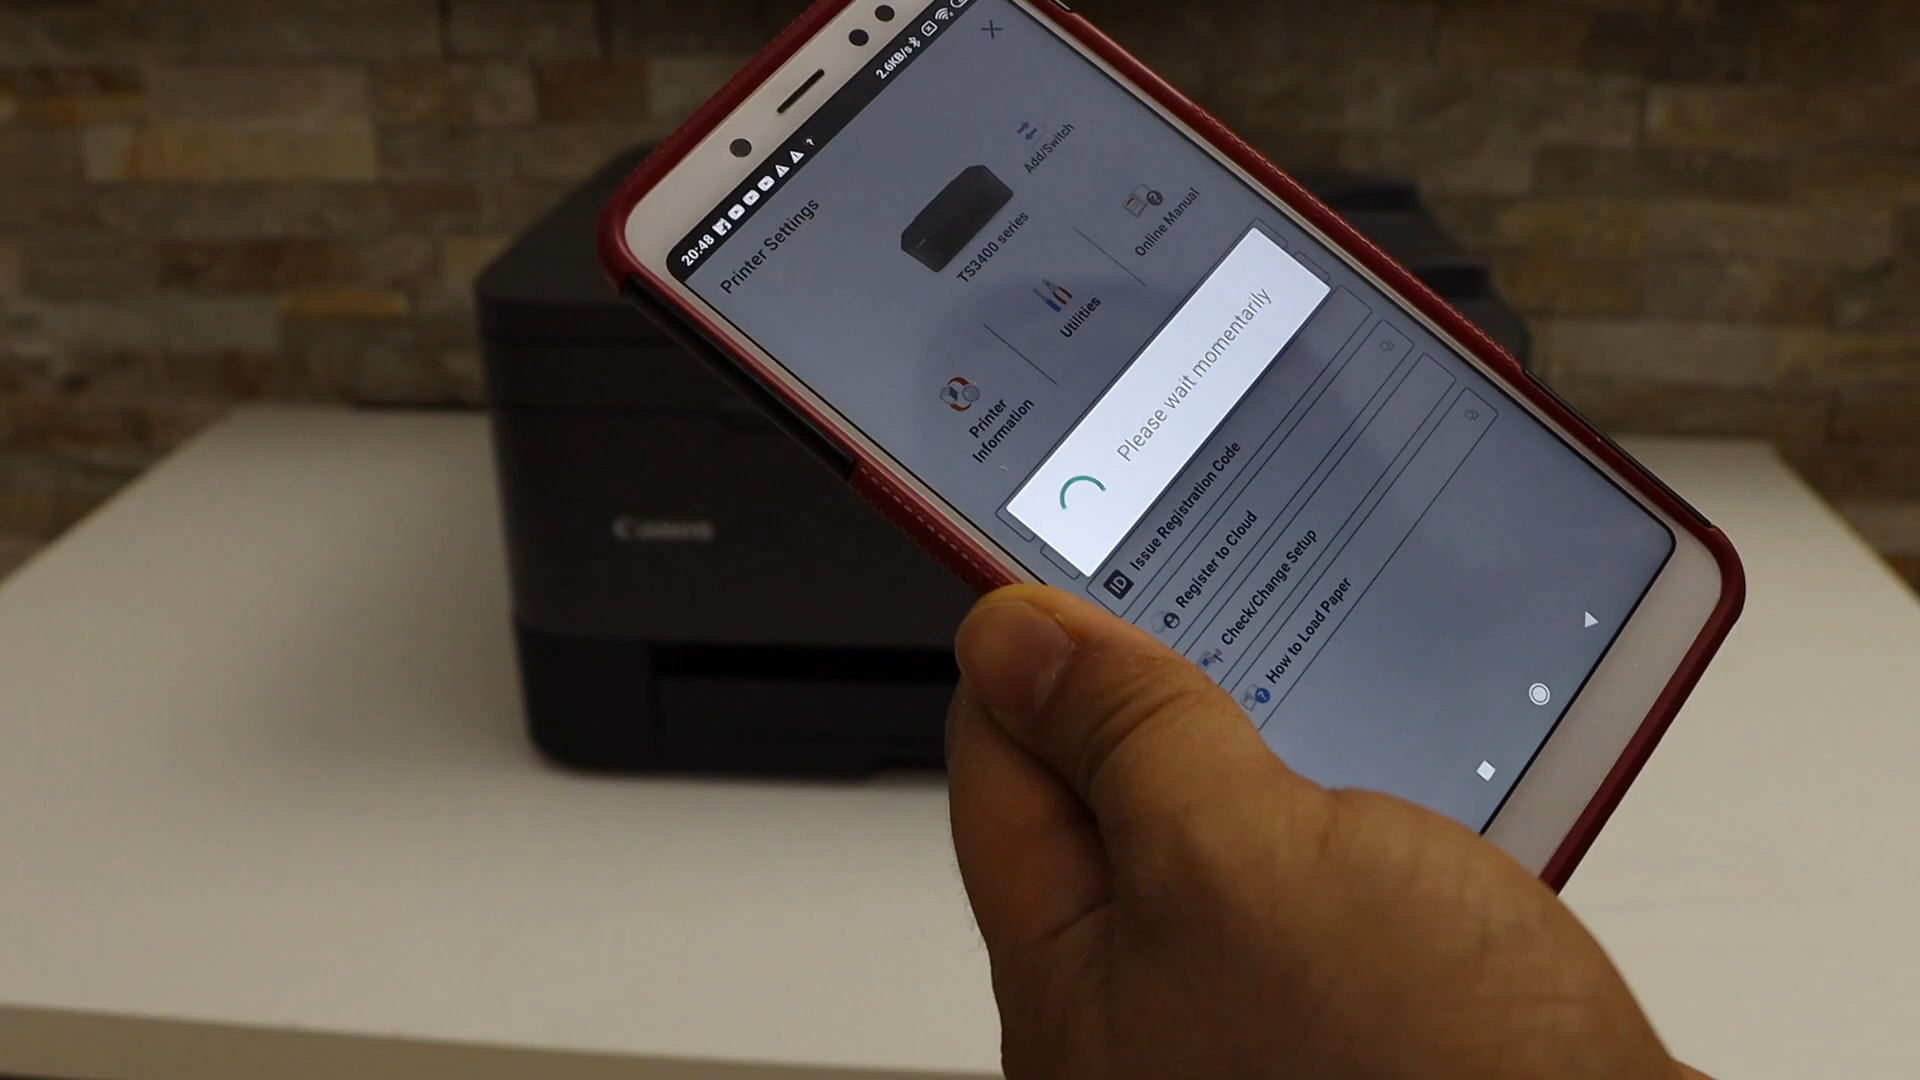 20:48
2.6KB/s
Printer Settings
Add/Switch
TS3400 series
Printer
Information
Utilities
Online Manual
Please wait momentarily
ID Issue Registration Code
Register to Cloud
Check/Change Setup
How to Load Paper
Canon